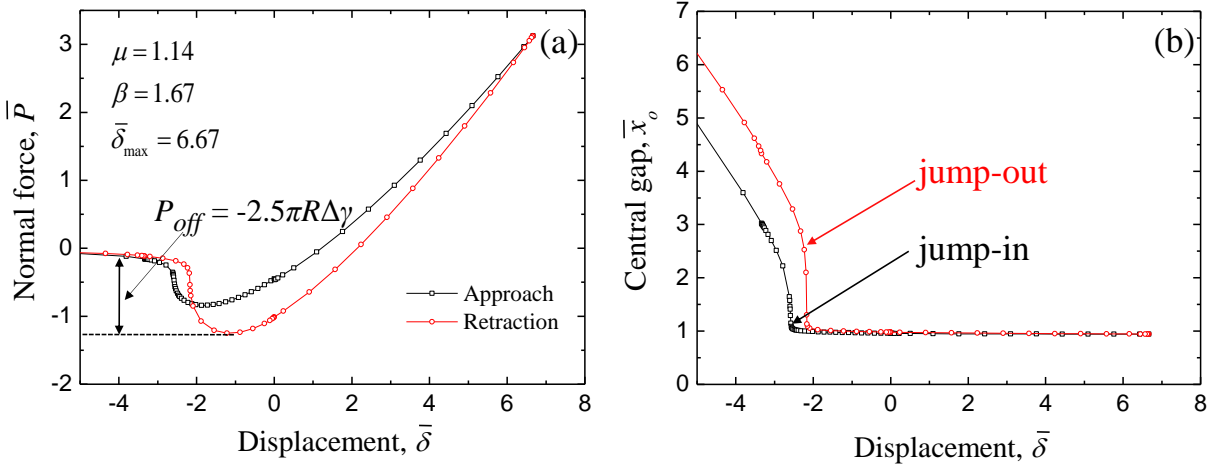 (a)
μ=1.14
β=1.67
δ̄max = 6.67
P_off = -2.5πRΔγ
Approach
Retraction
Normal force, P̄
3
2
1
0
-1
-2
-4 -2 0 2 4 6 8
Displacement, δ̄
(b)
jump-out
jump-in
Central gap, x̄o
7
6
5
4
3
2
1
0
-4 -2 0 2 4 6 8
Displacement, δ̄